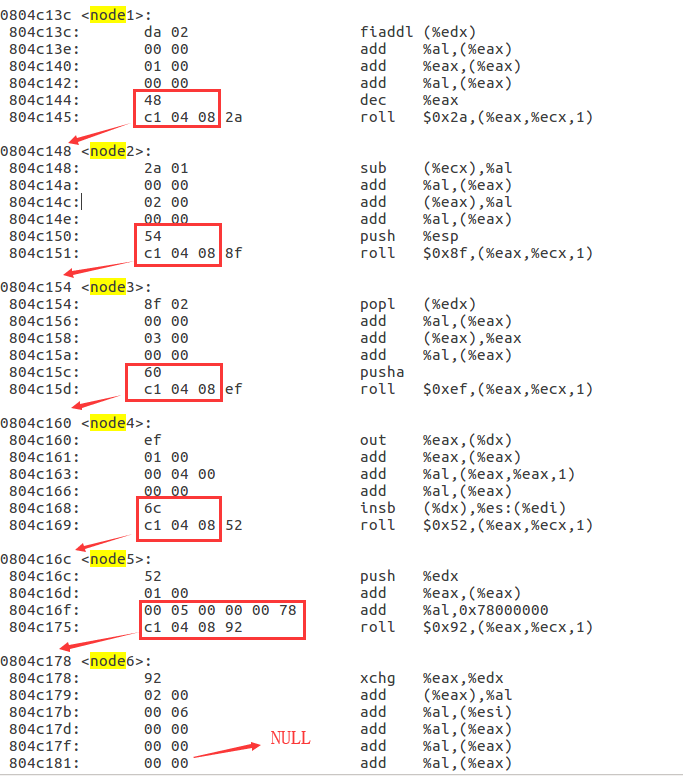 0804c13c <node1>:
804c13c: da 02 fiaddl (%edx)
804c13e: 00 00 add %al,(%eax)
804c140: 01 00 add %eax,(%eax)
804c142: 00 00 add %al,(%eax)
804c144: 48 dec %eax
804c145: c1 04 08 2a roll $0x2a,(%eax,%ecx,1)
0804c148 <node2>:
804c148: 2a 01 sub (%ecx),%al
804c14a: 00 00 add %al,(%eax)
804c14c: 02 00 add (%eax),%al
804c14e: 00 00 add %al,(%eax)
804c150: 54 push %esp
804c151: c1 04 08 8f roll $0x8f,(%eax,%ecx,1)
0804c154 <node3>:
804c154: 8f 02 popl (%edx)
804c156: 00 00 add %al,(%eax)
804c158: 03 00 add (%eax),%eax
804c15a: 00 00 add %al,(%eax)
804c15c: 60 pusha
804c15d: c1 04 08 ef roll $0xef,(%eax,%ecx,1)
0804c160 <node4>:
804c160: ef out %eax,(%dx)
804c161: 01 00 add %eax,(%eax)
804c163: 00 04 00 add %al,(%eax,%eax,1)
804c166: 00 00 add %al,(%eax)
804c168: 6c insb (%dx),%es:(%edi)
804c169: c1 04 08 52 roll $0x52,(%eax,%ecx,1)
0804c16c <node5>:
804c16c: 52 push %edx
804c16d: 01 00 add %eax,(%eax)
804c16f: 00 05 00 00 00 78 add %al,0x78000000
804c175: c1 04 08 92 roll $0x92,(%eax,%ecx,1)
0804c178 <node6>:
804c178: 92 xchg %eax,%edx
804c179: 02 00 add (%eax),%al
804c17b: 00 06 add %al,(%esi)
804c17d: 00 00 add %al,(%eax)
804c17f: 00 00 add %al,(%eax)
804c181: 00 00 add %al,(%eax)
NULL